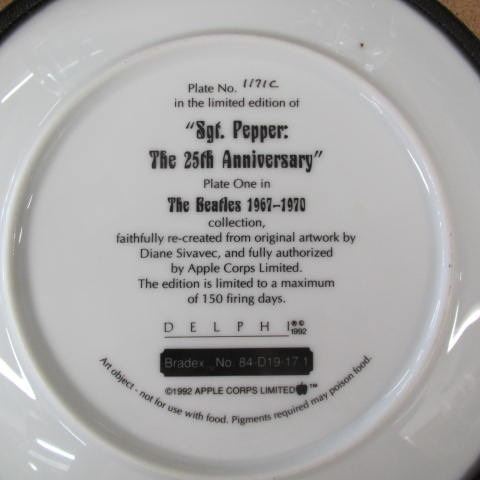 Plate No. 1171C
in the limited edition of
"Sgt. Pepper:
The 25th Anniversary"
Plate One in
The Beatles 1967-1970
collection,
faithfully re-created from original artwork by
Diane Sivavec, and fully authorized
by Apple Corps Limited.
The edition is limited to a maximum
of 150 firing days.
DELPHI ®©
1992
Bradex No. 84-D19-17.1
©1992 APPLE CORPS LIMITED ™
Art object - not for use with food. Pigments required may poison food.